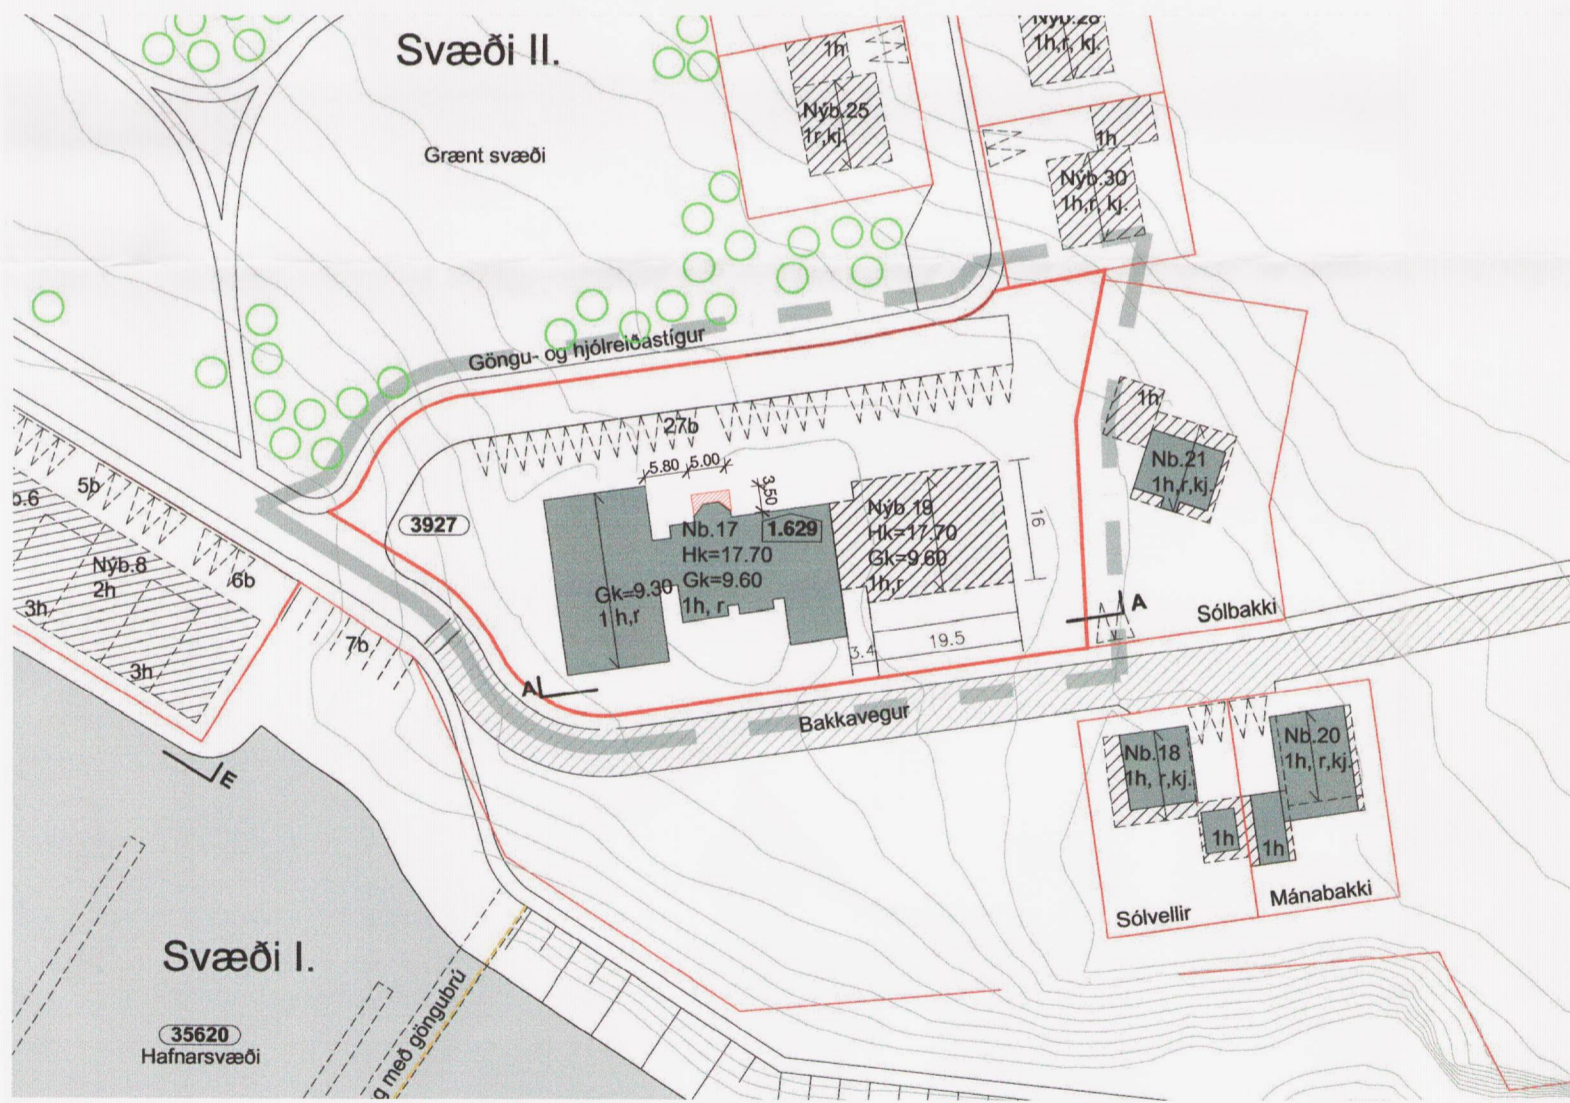 Svæði II.
Grænt svæði
1h
Nýb.25
1r,kj.
Nýb.28
1h,r, kj.
1h
Nýb.30
1h,r, kj.
Göngu- og hjólreiðastígur
27b
5.80
5.00
3.50
3927
Nb.17
1.629
Hk=17.70
Gk=9.60
1h, r
Gk=9.30
1 h,r
Nýb 19
Hk=17.70
Gk=9.60
1h,r
16
19.5
3.4
A
A
1h
Nb.21
1h,r,kj.
Sólbakki
Bakkavegur
5b
b.6
Nýb.8
2h
6b
3h
3h
7b
E
Nb.18
1h, r,kj.
Nb.20
1h, r,kj.
1h
1h
Sólvellir
Mánabakki
Svæði I.
35620
Hafnarsvæði
g með göngubrú